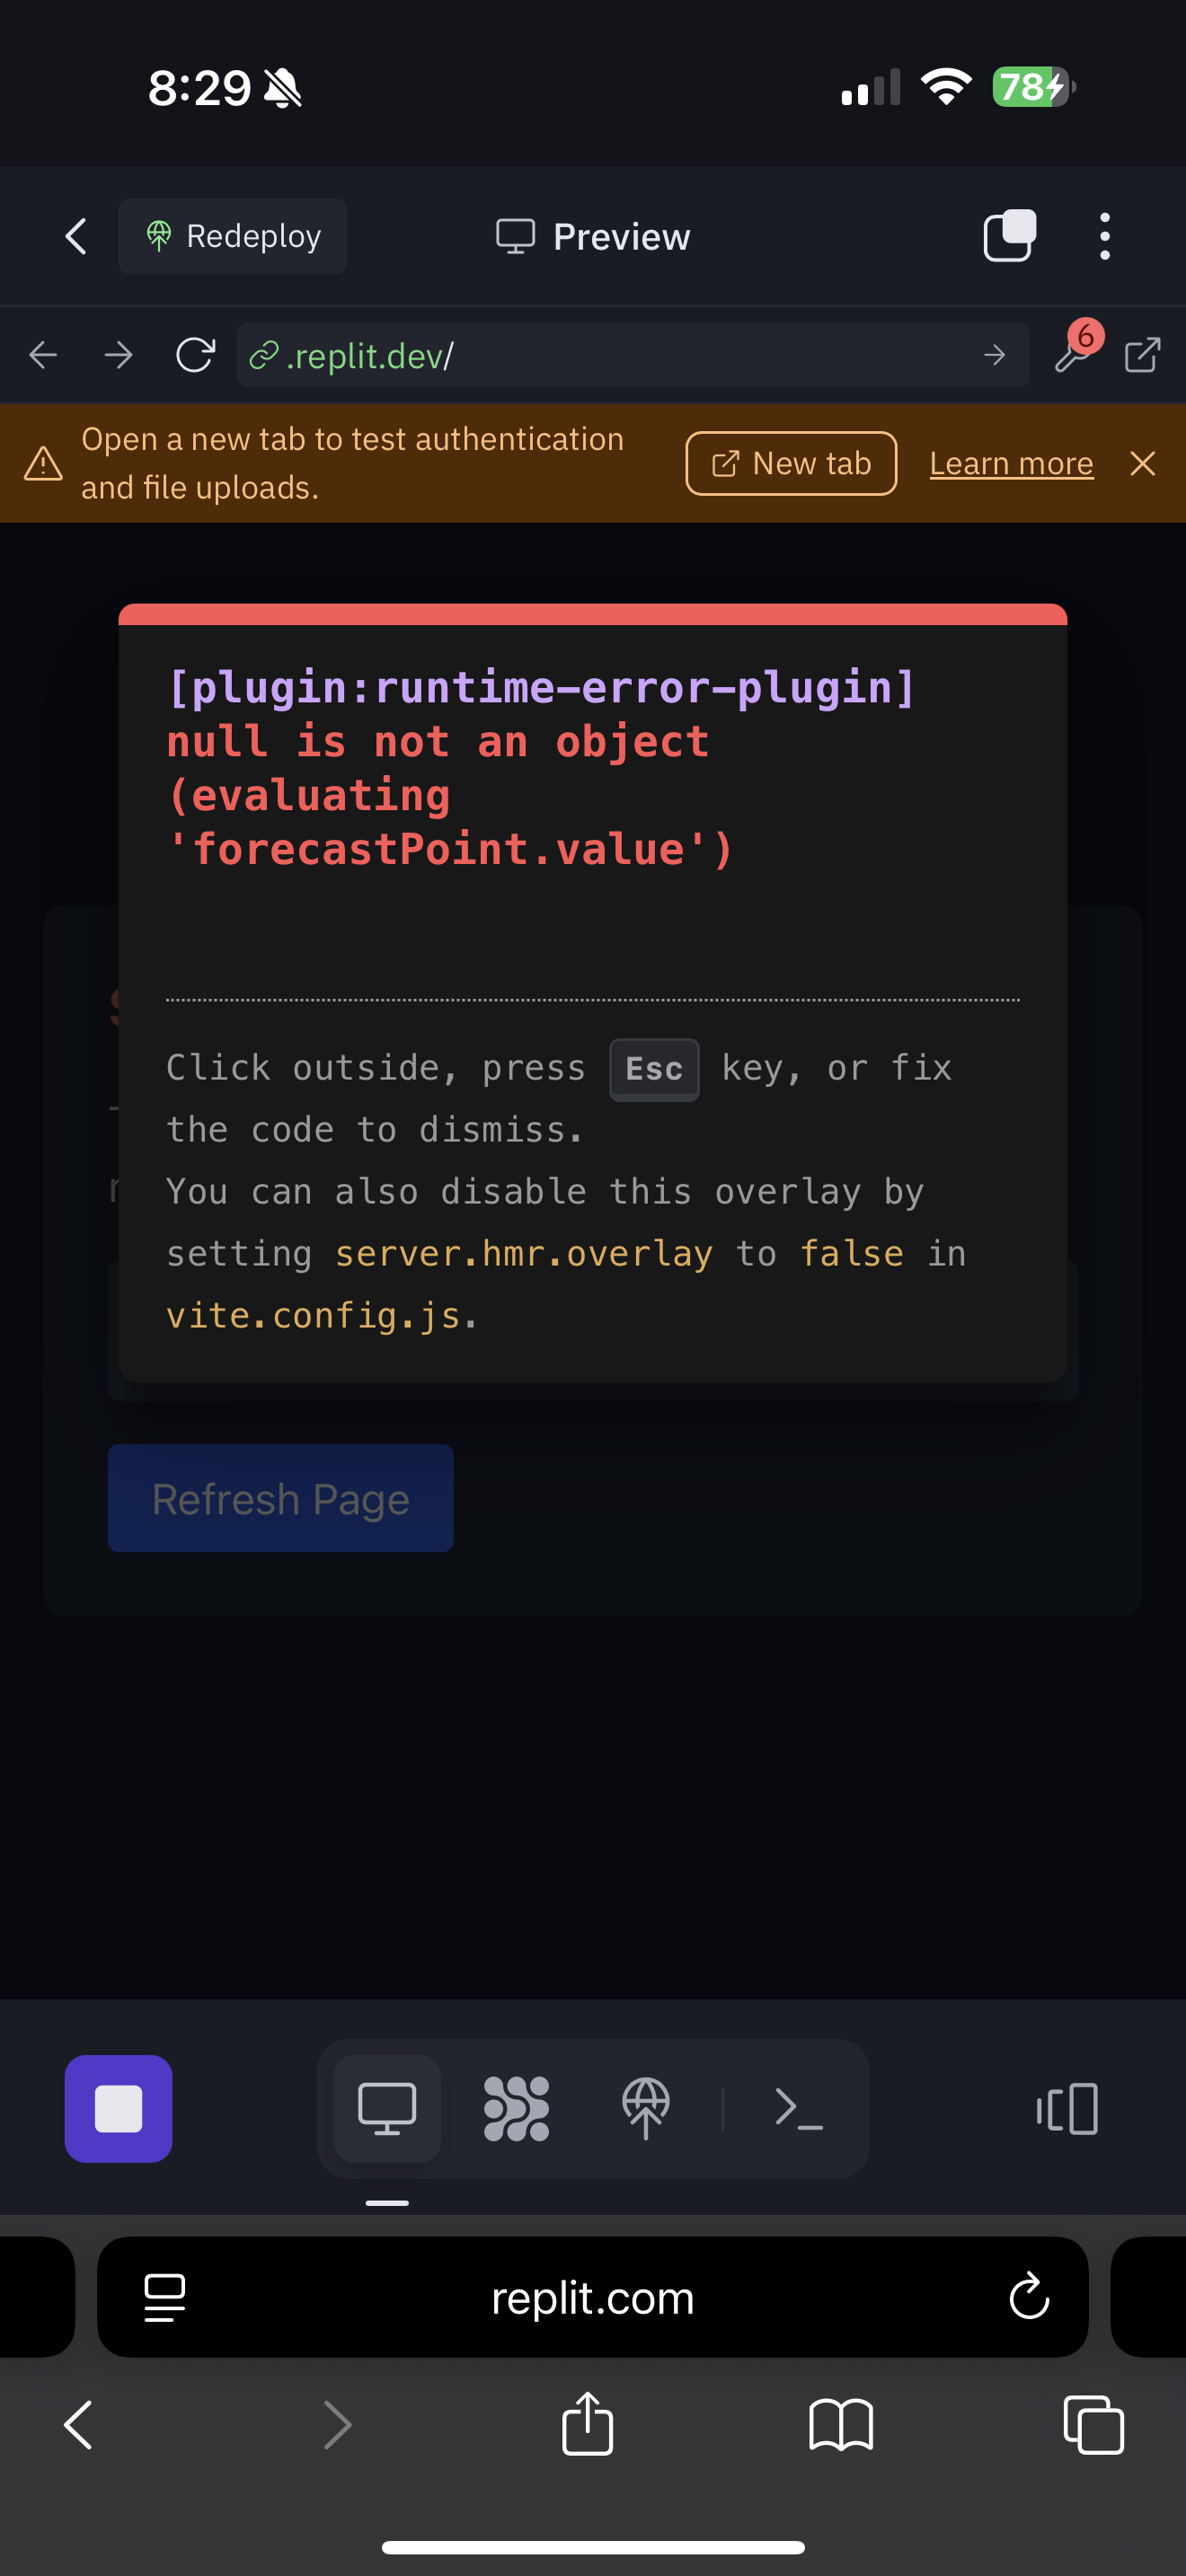 8:29
78
Redeploy
Preview
.replit.dev/
6
Open a new tab to test authentication
and file uploads.
New tab
Learn more
[plugin:runtime-error-plugin]
null is not an object
(evaluating
'forecastPoint.value')
Click outside, press Esc key, or fix
the code to dismiss.
You can also disable this overlay by
setting server.hmr.overlay to false in
vite.config.js.
Refresh Page
replit.com